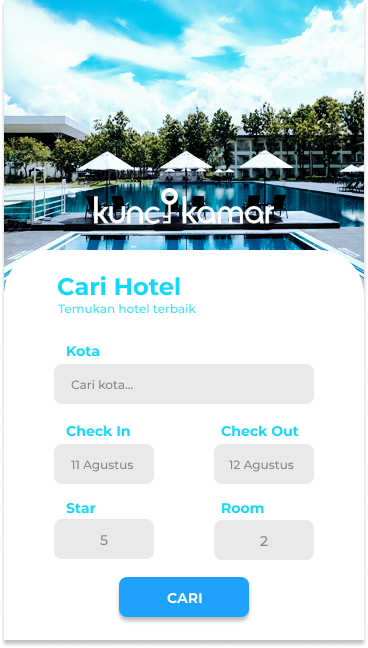 kunci kamar
Cari Hotel
Temukan hotel terbaik
Kota
Cari kota...
Check In
Check Out
11 Agustus
12 Agustus
Star
Room
5
2
CARI